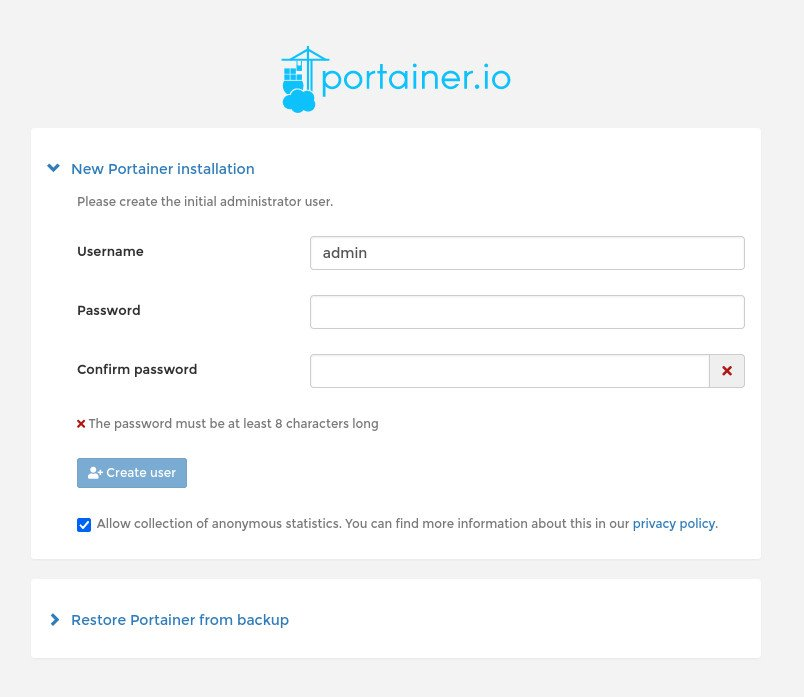 portainer.io
New Portainer installation
Please create the initial administrator user.
Username
admin
Password
Confirm password
The password must be at least 8 characters long
Create user
Allow collection of anonymous statistics. You can find more information about this in our privacy policy.
Restore Portainer from backup